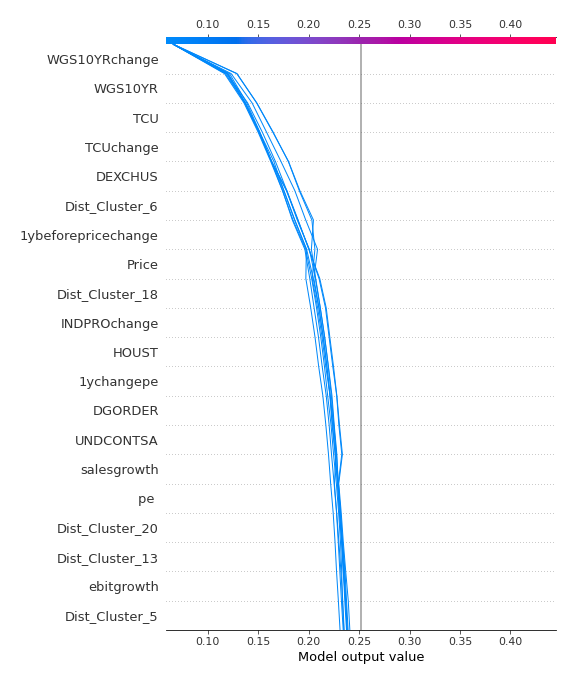 0.10 0.15 0.20 0.25 0.30 0.35 0.40
WGS10YRchange
WGS10YR
TCU
TCUchange
DEXCHUS
Dist_Cluster_6
1ybeforepricechange
Price
Dist_Cluster_18
INDPROchange
HOUST
1ychangepe
DGORDER
UNDCONTSA
salesgrowth
pe
Dist_Cluster_20
Dist_Cluster_13
ebitgrowth
Dist_Cluster_5
0.10 0.15 0.20 0.25 0.30 0.35 0.40
Model output value